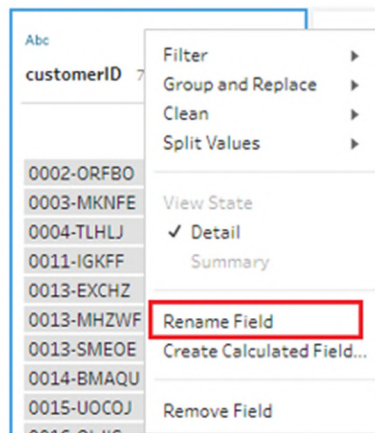 Abc
customerID 7
Filter
Group and Replace
Clean
Split Values
View State
✓ Detail
Summary
Rename Field
Create Calculated Field...
Remove Field
0002-ORFBO
0003-MKNFE
0004-TLHLJ
0011-IGKFF
0013-EXCHZ
0013-MHZWF
0013-SMEOE
0014-BMAQU
0015-UOCOJ